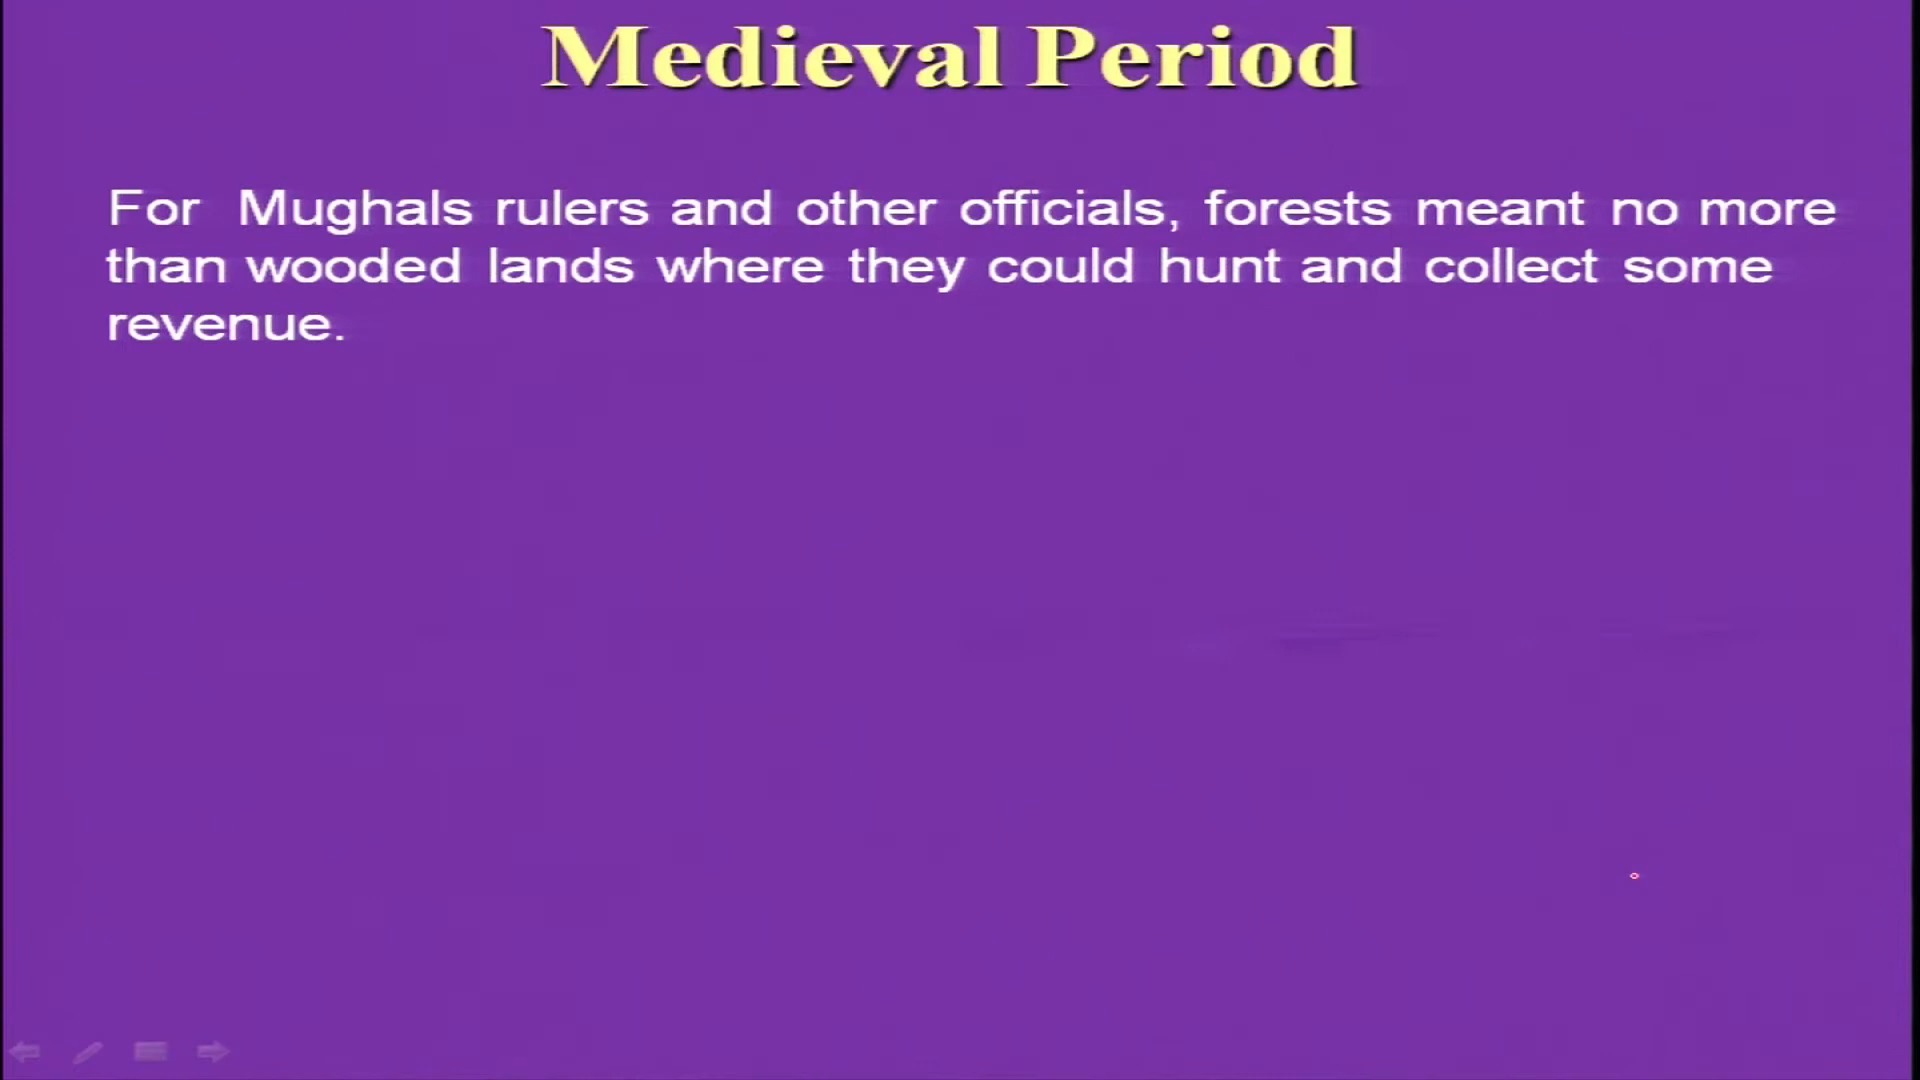 Medieval Period
For Mughals rulers and other officials, forests meant no more
than wooded lands where they could hunt and collect some
revenue.